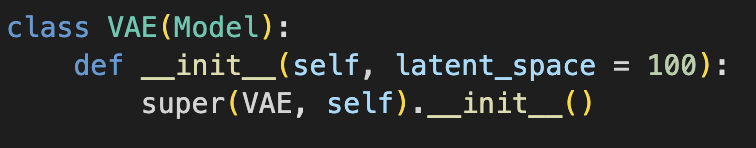 class VAE(Model):
    def __init__(self, latent_space = 100):
        super(VAE, self).__init__()